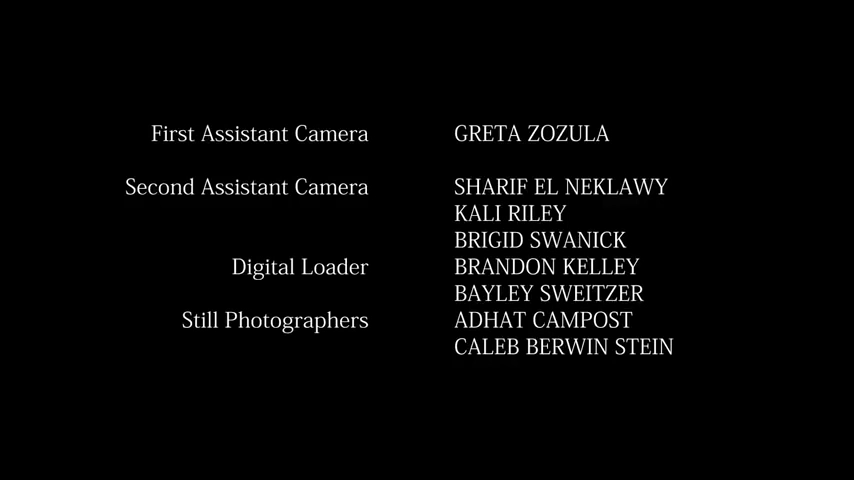 First Assistant Camera GRETA ZOZULA
Second Assistant Camera SHARIF EL NEKLAWY
KALI RILEY
BRIGID SWANICK
Digital Loader BRANDON KELLEY
BAYLEY SWEITZER
Still Photographers ADHAT CAMPOST
CALEB BERWIN STEIN